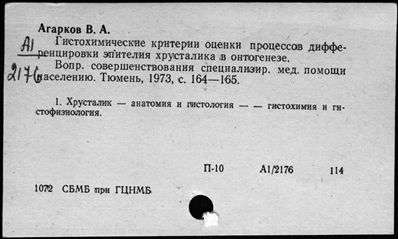 Агарков В. А.
А1
Гистохимические критерии оценки процессов диффе-
ренцировки эпителия хрусталика в онтогенезе.
2176
Вопр. совершенствования специализир. мед. помощи
населению. Тюмень, 1973, с. 164—165.
1. Хрусталик — анатомия и гистология — — гистохимия и ги-
стофизиология.
П-10 А1/2176 114
1072 СБМБ при ГЦНМБ